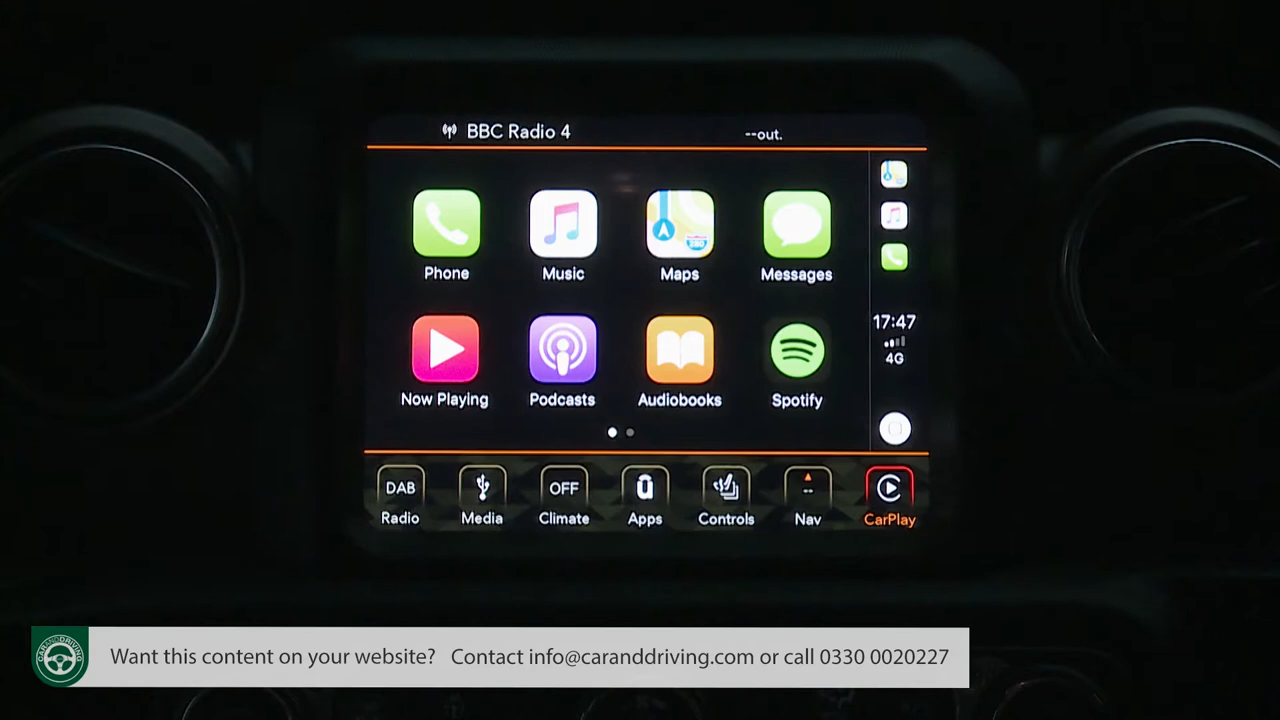 BBC Radio 4
--out.
Phone
Music
Maps
Messages
280
Now Playing
Podcasts
Audiobooks
Spotify
17:47
4G
DAB
OFF
--
Radio
Media
Climate
Apps
Controls
Nav
CarPlay
CARANDDRIVING
Want this content on your website? Contact info@caranddriving.com or call 0330 0020227